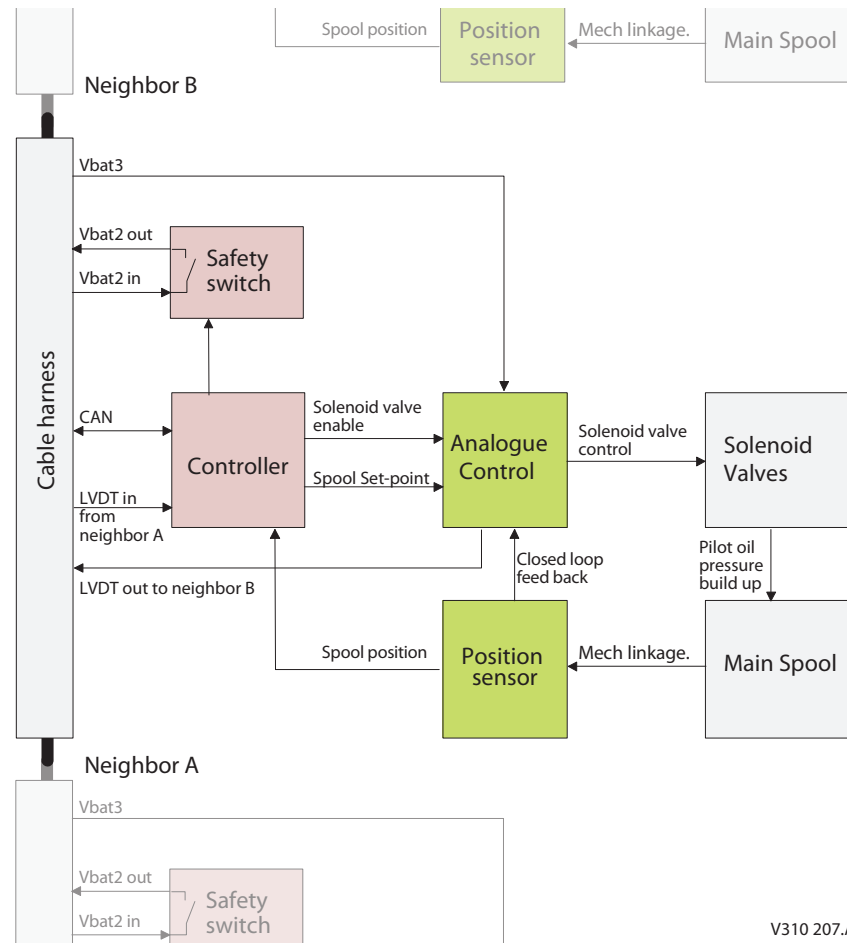 Spool position
Position
sensor
Mech linkage.
Main Spool
Neighbor B
Vbat3
Vbat2 out
Vbat2 in
Safety
switch
Cable harness
CAN
LVDT in
from
neighbor A
Controller
Solenoid valve
enable
Spool Set-point
Analogue
Control
Solenoid valve
control
Solenoid
Valves
LVDT out to neighbor B
Closed loop
feed back
Pilot oil
pressure
build up
Spool position
Position
sensor
Mech linkage.
Main Spool
Neighbor A
Vbat3
Vbat2 out
Vbat2 in
Safety
switch
V310 207.